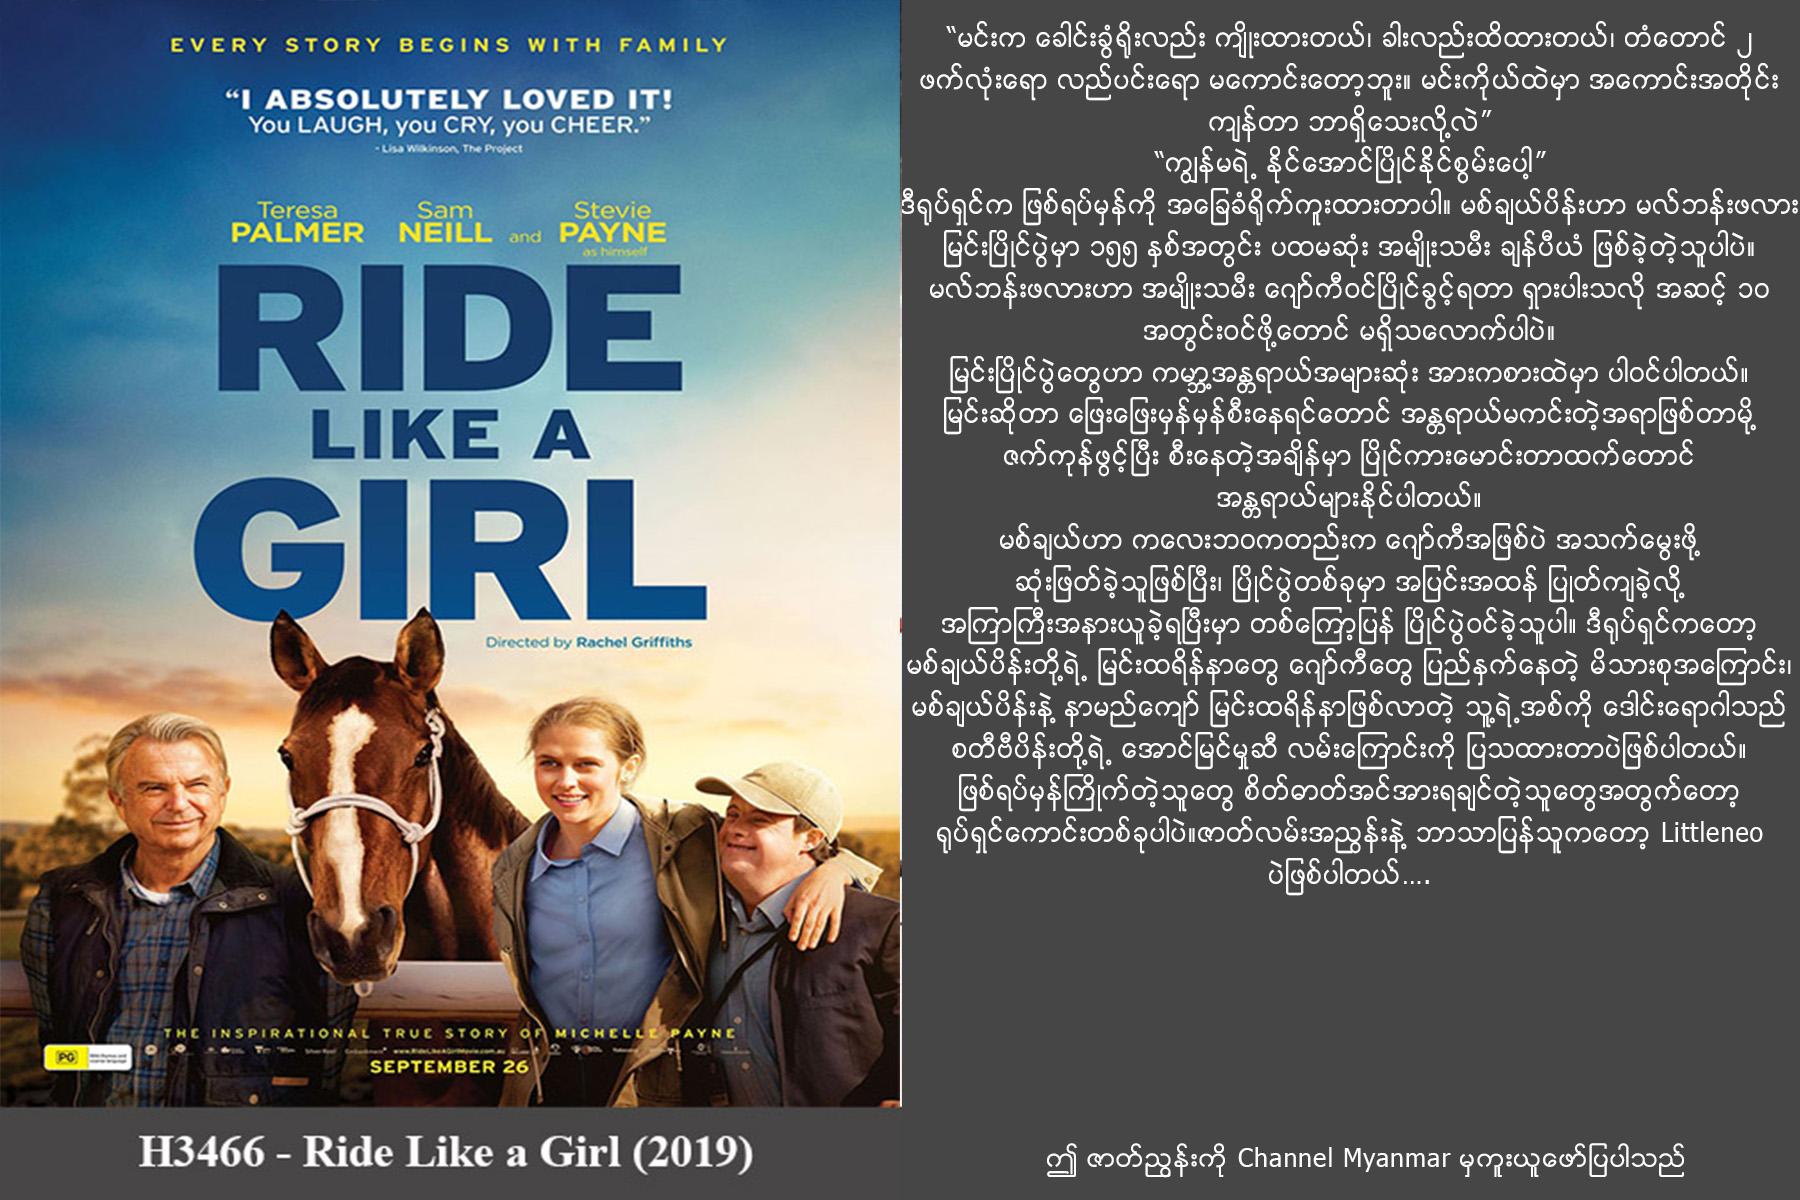 EVERY STORY BEGINS WITH FAMILY
“I ABSOLUTELY LOVED IT!
You LAUGH, you CRY, you CHEER.”
- Lisa Wilkinson, The Project
Teresa PALMER Sam NEILL and Stevie PAYNE
as himself
RIDE
LIKE A
GIRL
Directed by Rachel Griffiths
THE INSPIRATIONAL TRUE STORY OF MICHELLE PAYNE
PG
www.RideLikeAGirlMovie.com.au
SEPTEMBER 26
H3466 - Ride Like a Girl (2019)
“မင်းက ခေါင်းခွံရိုးလည်း ကျိုးထားတယ်၊ ခါးလည်းထိထားတယ်၊ တံတောင် ၂
ဖက်လုံးရော လည်ပင်းရော မကောင်းတော့ဘူး။ မင်းကိုယ်ထဲမှာ အကောင်းအတိုင်း
ကျန်တာ ဘာရှိသေးလို့လဲ”
“ကျွန်မရဲ့ နိုင်အောင်ပြိုင်နိုင်စွမ်းပေါ့”
ဒီရုပ်ရှင်က ဖြစ်ရပ်မှန်ကို အခြေခံရိုက်ကူးထားတာပါ။ မစ်ချယ်ပိန်းဟာ မလ်ဘန်းဖလား
မြင်းပြိုင်ပွဲမှာ ၁၅၅ နှစ်အတွင်း ပထမဆုံး အမျိုးသမီး ချန်ပီယံ ဖြစ်ခဲ့တဲ့သူပါပဲ။
မလ်ဘန်းဖလားဟာ အမျိုးသမီး ဂျော်ကီဝင်ပြိုင်ခွင့်ရတာ ရှားပါးသလို အဆင့် ၁၀
အတွင်းဝင်ဖို့တောင် မရှိသလောက်ပါပဲ။
မြင်းပြိုင်ပွဲတွေဟာ ကမ္ဘာ့အန္တရာယ်အများဆုံး အားကစားထဲမှာ ပါဝင်ပါတယ်။
မြင်းဆိုတာ ဖြေးဖြေးမှန်မှန်စီးနေရင်တောင် အန္တရာယ်မကင်းတဲ့အရာဖြစ်တာမို့
ဇက်ကုန်ဖွင့်ပြီး စီးနေတဲ့အချိန်မှာ ပြိုင်ကားမောင်းတာထက်တောင်
အန္တရာယ်များနိုင်ပါတယ်။
မစ်ချယ်ဟာ ကလေးဘဝကတည်းက ဂျော်ကီအဖြစ်ပဲ အသက်မွေးဖို့
ဆုံးဖြတ်ခဲ့သူဖြစ်ပြီး၊ ပြိုင်ပွဲတစ်ခုမှာ အပြင်းအထန် ပြုတ်ကျခဲ့လို့
အကြာကြီးအနားယူခဲ့ရပြီးမှာ တစ်ကြော့ပြန် ပြိုင်ပွဲဝင်ခဲ့သူပါ။ ဒီရုပ်ရှင်ကတော့
မစ်ချယ်ပိန်းတို့ရဲ့ မြင်းထရိန်နာတွေ ဂျော်ကီတွေ ပြည်နှက်နေတဲ့ မိသားစုအကြောင်း၊
မစ်ချယ်ပိန်းနဲ့ နာမည်ကျော် မြင်းထရိန်နာဖြစ်လာတဲ့ သူ့ရဲ့အစ်ကို ဒေါင်းရောဂါသည်
စတီဗီပိန်းတို့ရဲ့ အောင်မြင်မှုဆီ လမ်းကြောင်းကို ပြသထားတာပဲဖြစ်ပါတယ်။
ဖြစ်ရပ်မှန်ကြိုက်တဲ့သူတွေ စိတ်ဓာတ်အင်အားရချင်တဲ့သူတွေအတွက်တော့
ရုပ်ရှင်ကောင်းတစ်ခုပါပဲ။ဇာတ်လမ်းအညွှန်းနဲ့ ဘာသာပြန်သူကတော့ Littleneo
ပဲဖြစ်ပါတယ်....
ဤ ဇာတ်ညွှန်းကို Channel Myanmar မှကူးယူဖော်ပြပါသည်